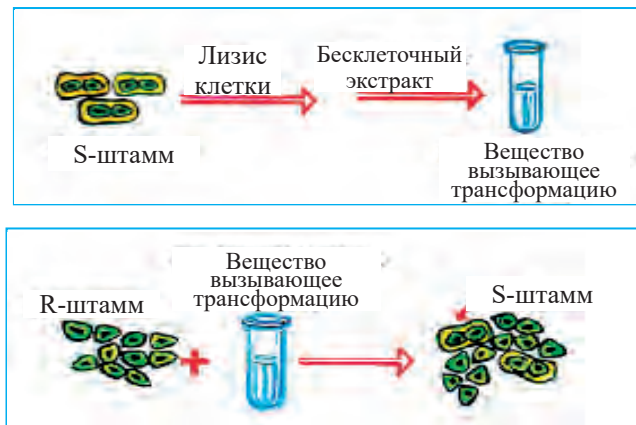 Лизис
клетки
Бесклеточный
экстракт
S-штамм
Вещество
вызывающее
трансформацию
R-штамм
Вещество
вызывающее
трансформацию
S-штамм